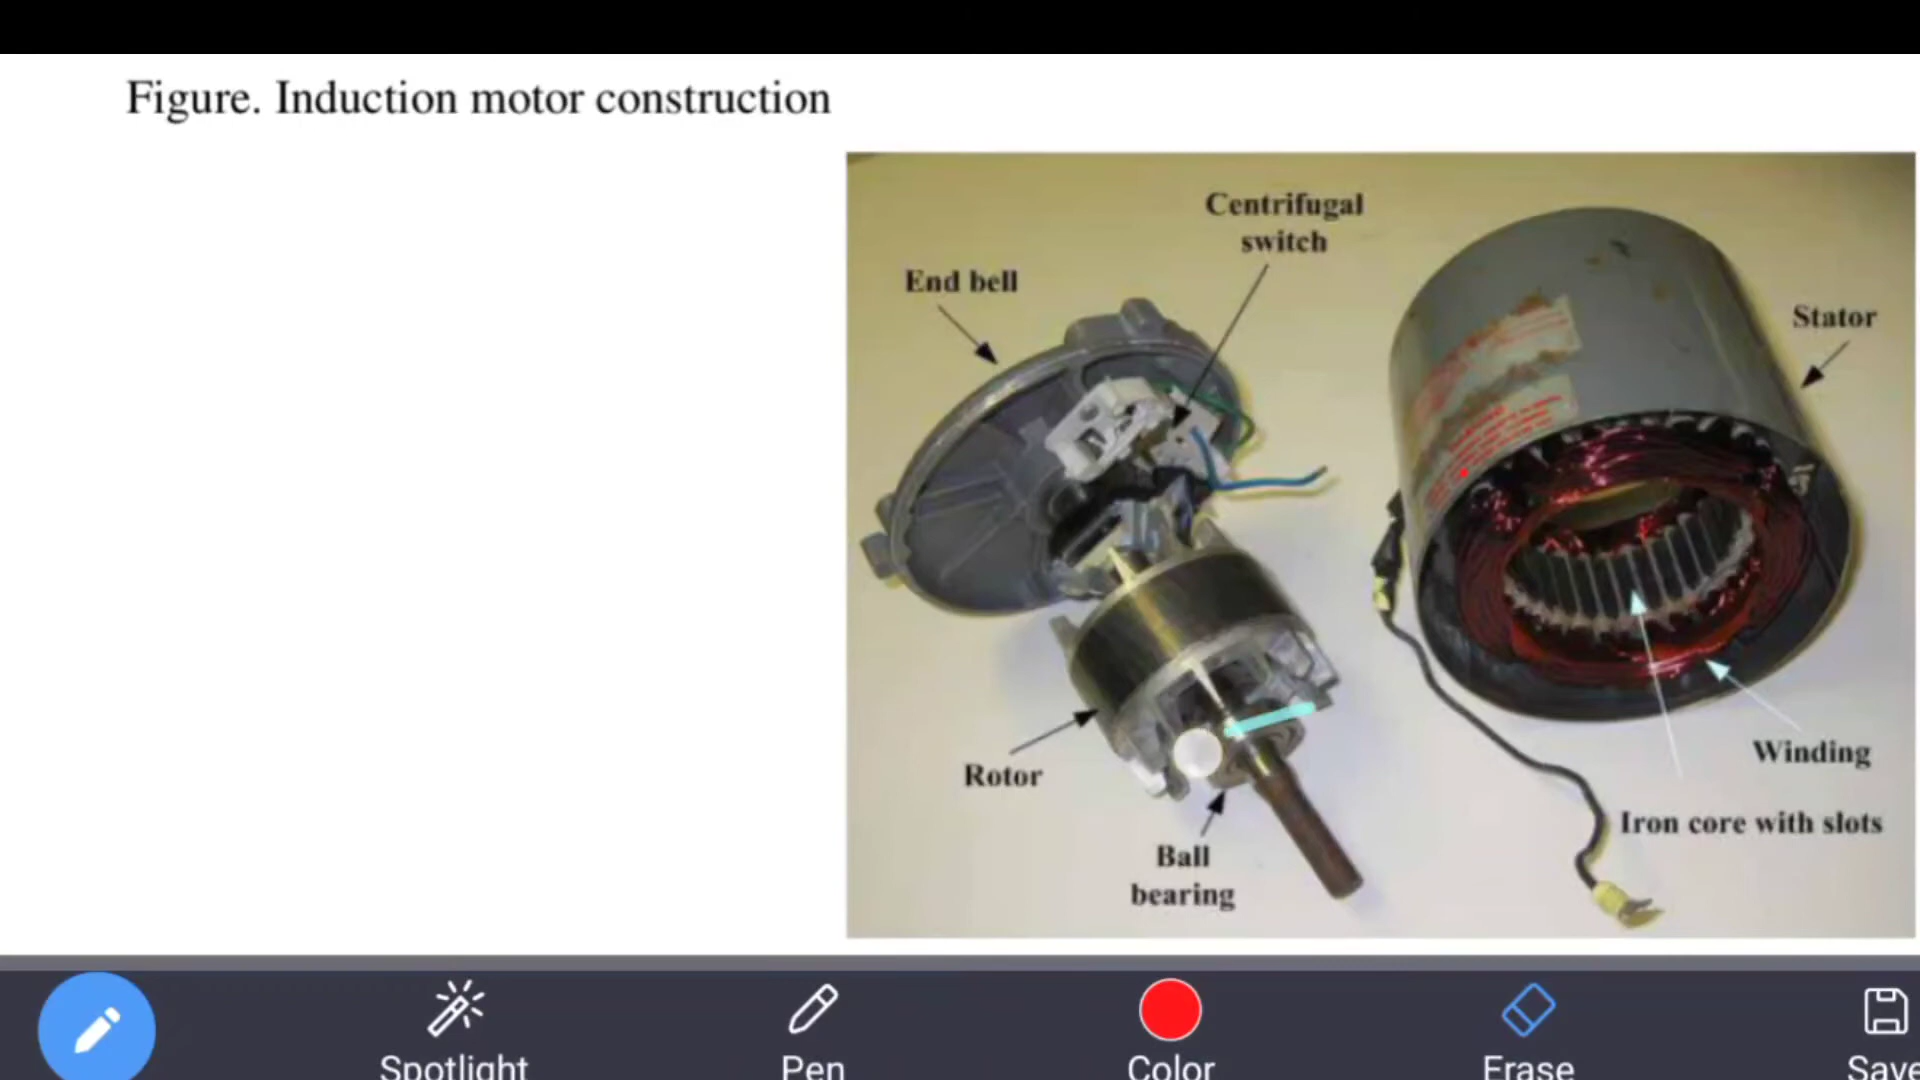 Figure. Induction motor construction
Centrifugal
switch
End bell
Stator
Winding
Rotor
Iron core with slots
Ball
bearing
Spotlight
Pen
Color
Erase
Save